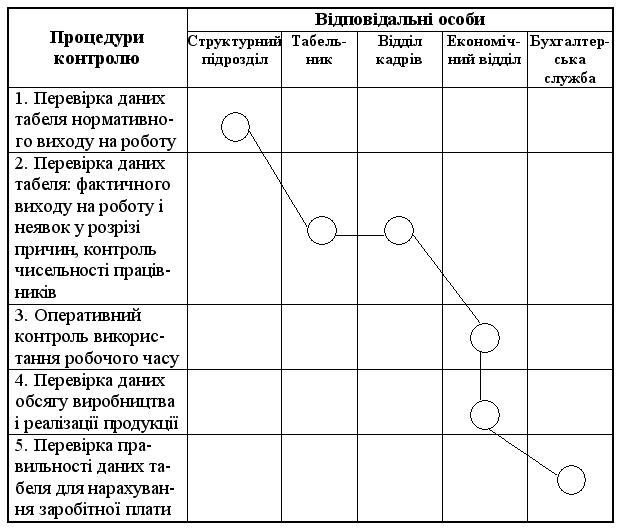 Процедури
контролю
Відповідальні особи
Структурний
підрозділ
Табель-
ник
Відділ
кадрів
Економіч-
ний відділ
Бухгалтер-
ська
служба
1. Перевірка даних
табеля нормативно-
го виходу на роботу
2. Перевірка даних
табеля: фактичного
виходу на роботу і
неявок у розрізі
причин, контроль
чисельності праців-
ників
3. Оперативний
контроль викорис-
тання робочого часу
4. Перевірка даних
обсягу виробництва
і реалізації продукції
5. Перевірка пра-
вильності даних та-
беля для нарахуван-
ня заробітної плати